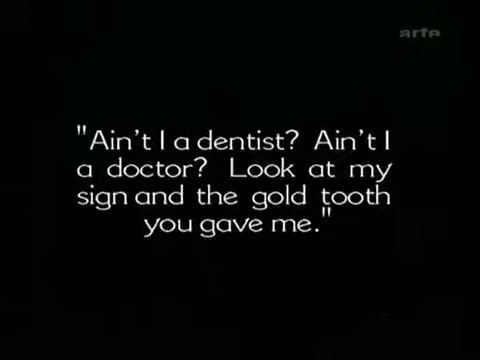 arte
"Ain't I a dentist? Ain't I
a doctor? Look at my
sign and the gold tooth
you gave me."